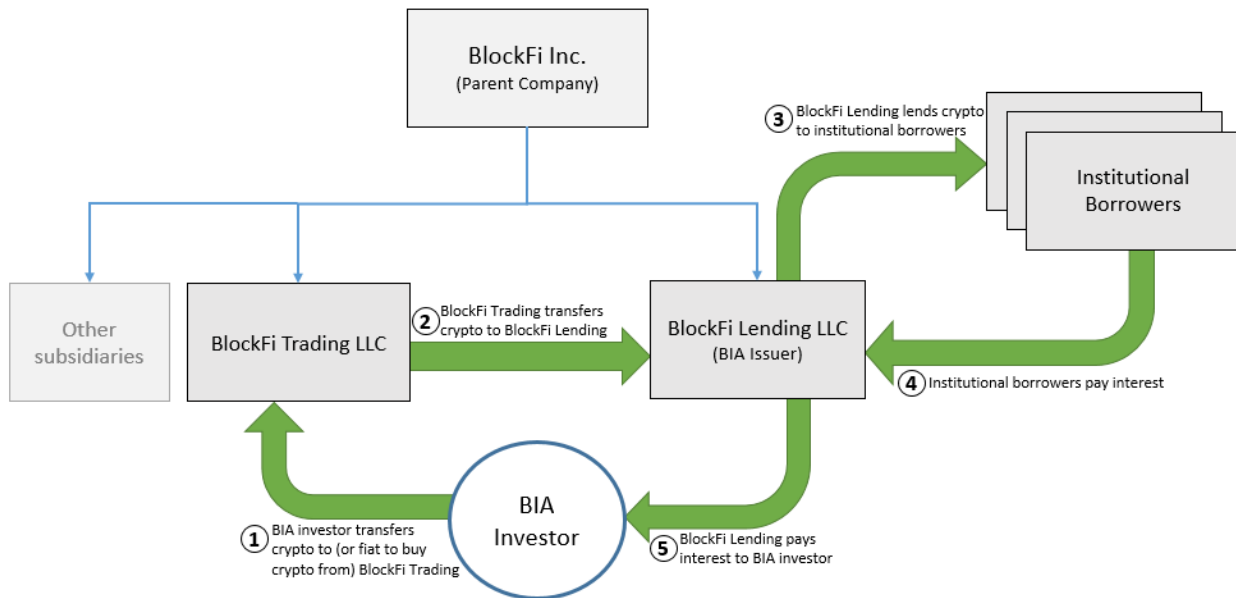 BlockFi Inc.
(Parent Company)
③ BlockFi Lending lends crypto
to institutional borrowers
Institutional
Borrowers
Other
subsidiaries
BlockFi Trading LLC
② BlockFi Trading transfers
crypto to BlockFi Lending
BlockFi Lending LLC
(BIA Issuer)
④ Institutional borrowers pay interest
BIA
Investor
① BIA investor transfers
crypto to (or fiat to buy
crypto from) BlockFi Trading
⑤ BlockFi Lending pays
interest to BIA investor